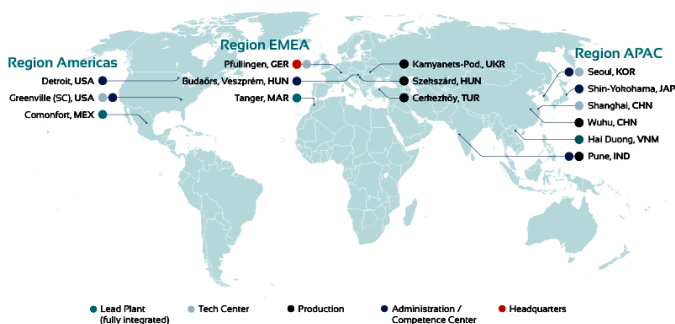 Region Americas
Detroit, USA
Greenville (SC), USA
Comonfort, MEX
Region EMEA
Pfullingen, GER
Budaörs, Veszprém, HUN
Tanger, MAR
Kamyanets-Pod., UKR
Szekszárd, HUN
Cerkezköy, TUR
Region APAC
Seoul, KOR
Shin-Yokohama, JAP
Shanghai, CHN
Wuhu, CHN
Hai Duong, VNM
Pune, IND
Lead Plant
(fully integrated)
Tech Center
Production
Administration /
Competence Center
Headquarters